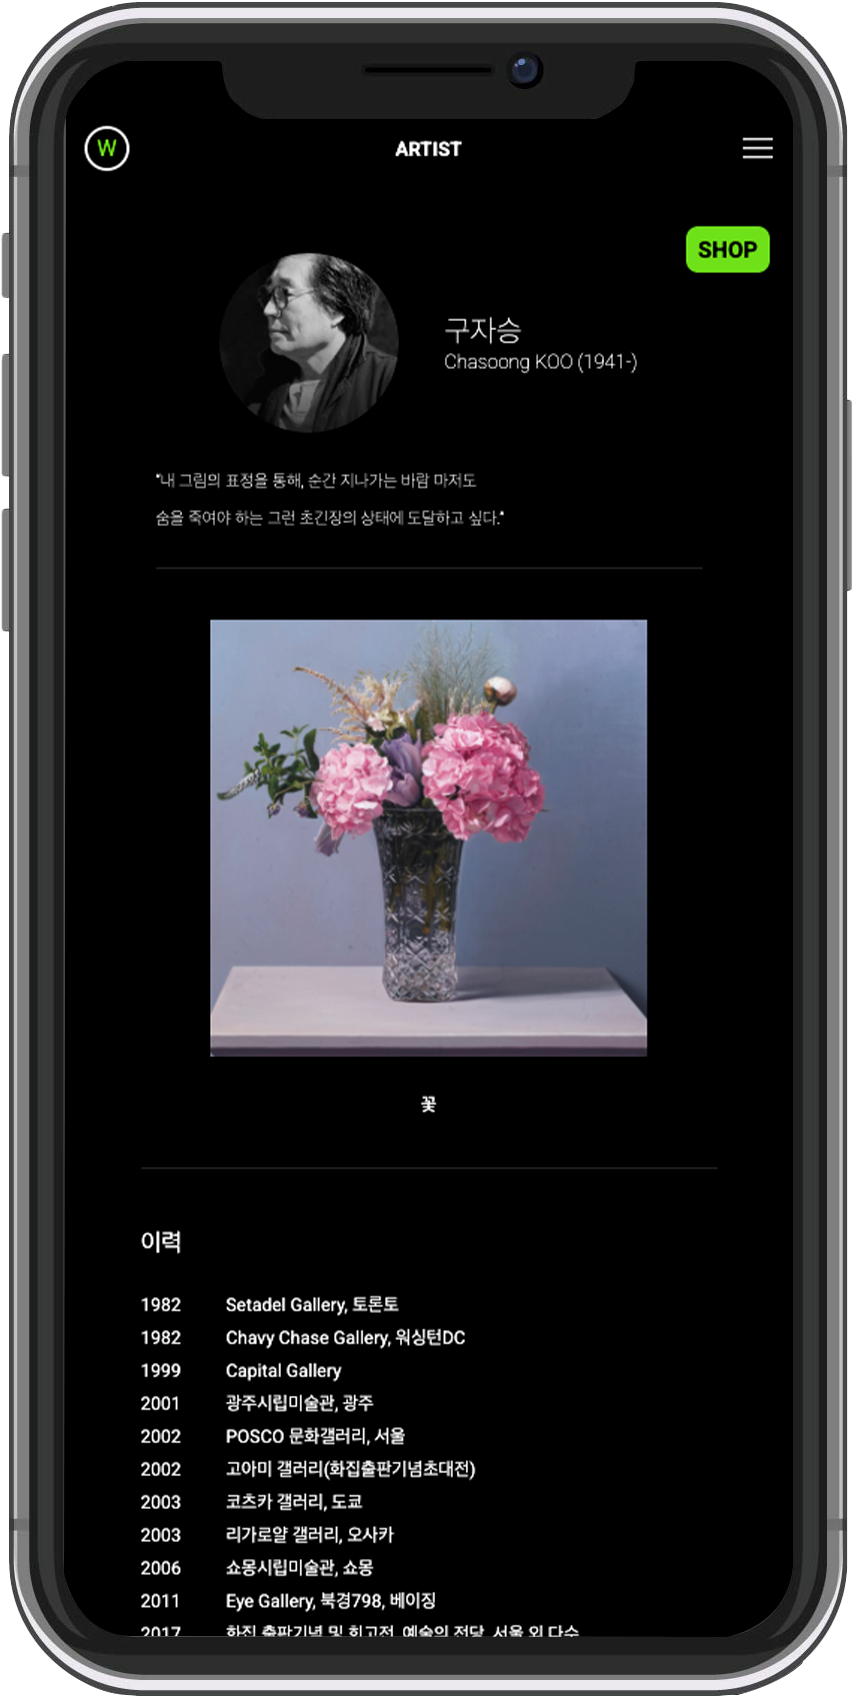 W
ARTIST
SHOP
구자승
Chasoong KOO (1941-)
"내 그림의 표정을 통해, 순간 지나가는 바람 마저도
숨을 죽여야 하는 그런 초긴장의 상태에 도달하고 싶다."
꽃
이력
1982 Setadel Gallery, 토론토
1982 Chavy Chase Gallery, 워싱턴DC
1999 Capital Gallery
2001 광주시립미술관, 광주
2002 POSCO 문화갤러리, 서울
2002 고아미 갤러리(화집출판기념초대전)
2003 코츠카 갤러리, 도쿄
2003 리가로얄 갤러리, 오사카
2006 쇼몽시립미술관, 쇼몽
2011 Eye Gallery, 북경798, 베이징
2017 화집 출판기념 및 회고전, 예술의 전당, 서울 외 다수